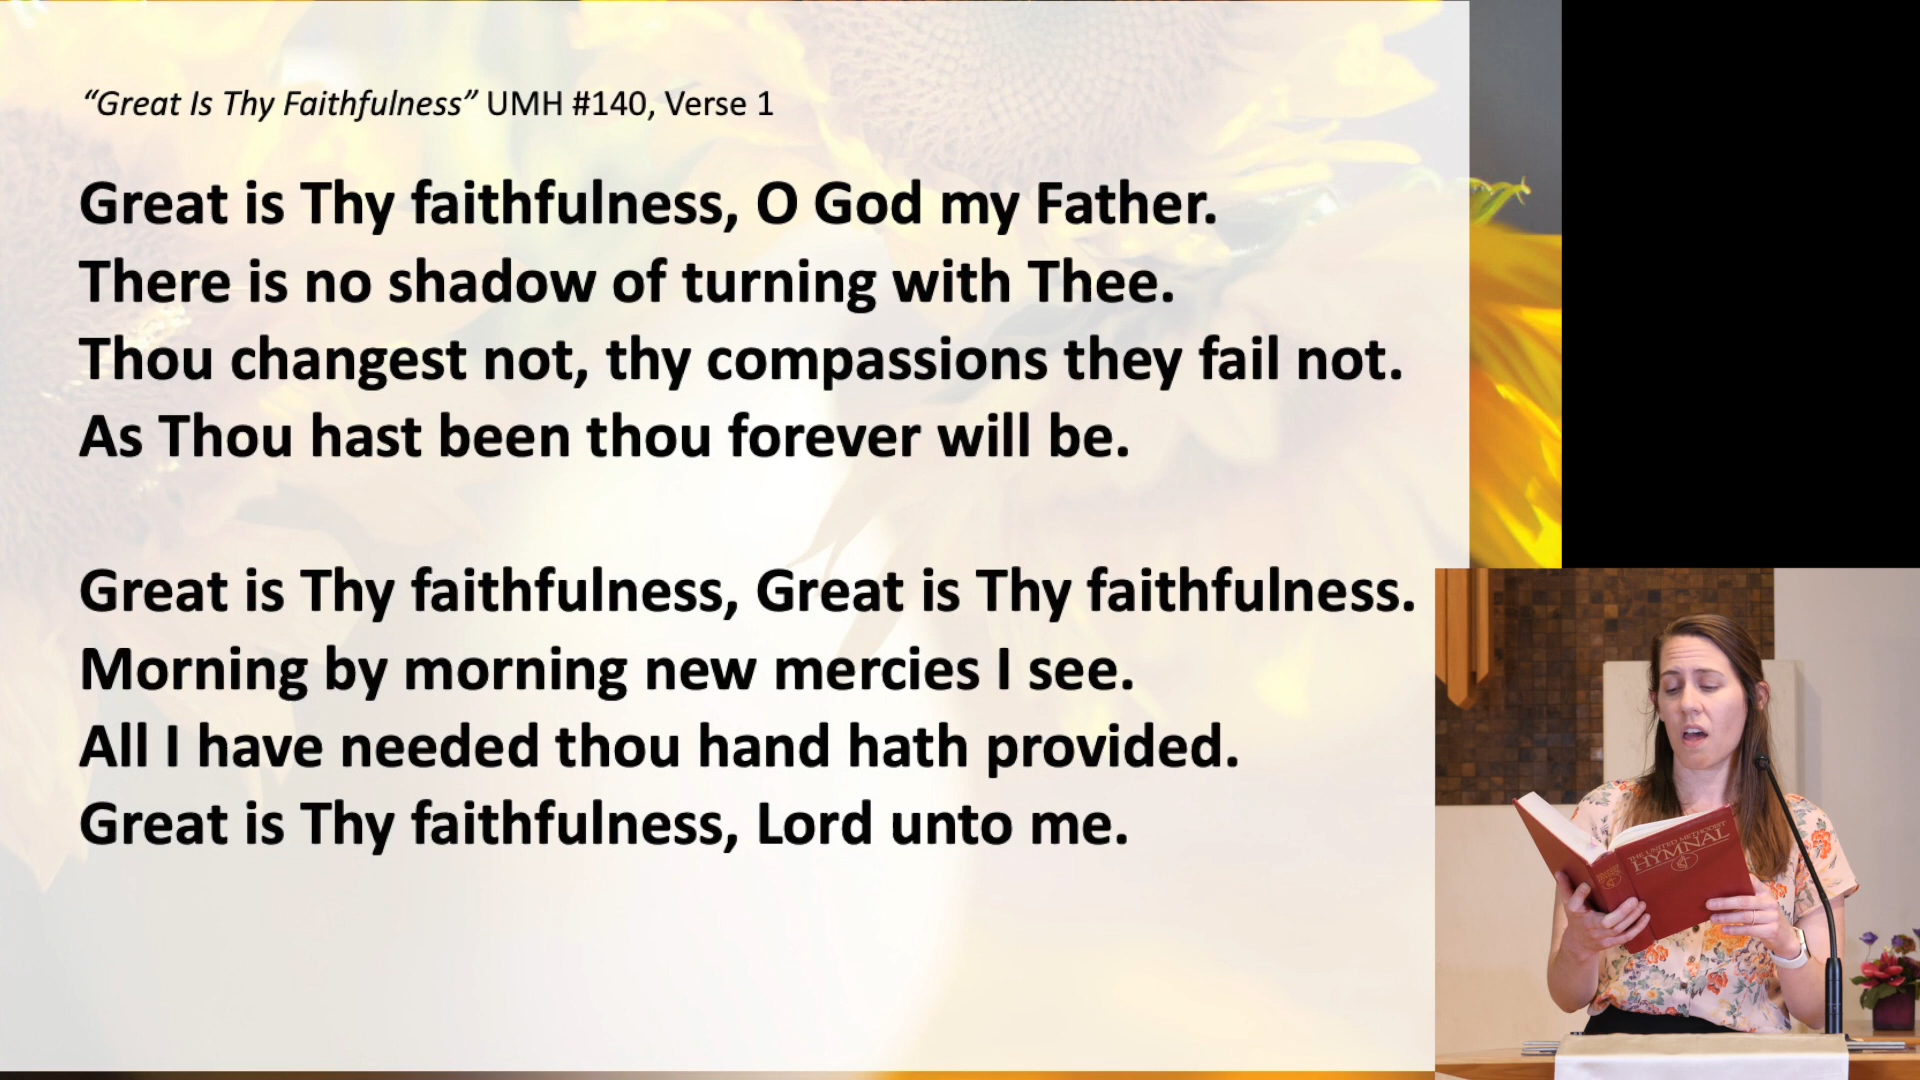 “Great Is Thy Faithfulness” UMH #140, Verse 1
Great is Thy faithfulness, O God my Father.
There is no shadow of turning with Thee.
Thou changest not, thy compassions they fail not.
As Thou hast been thou forever will be.
Great is Thy faithfulness, Great is Thy faithfulness.
Morning by morning new mercies I see.
All I have needed thou hand hath provided.
Great is Thy faithfulness, Lord unto me.
THE UNITED METHODIST
HYMNAL